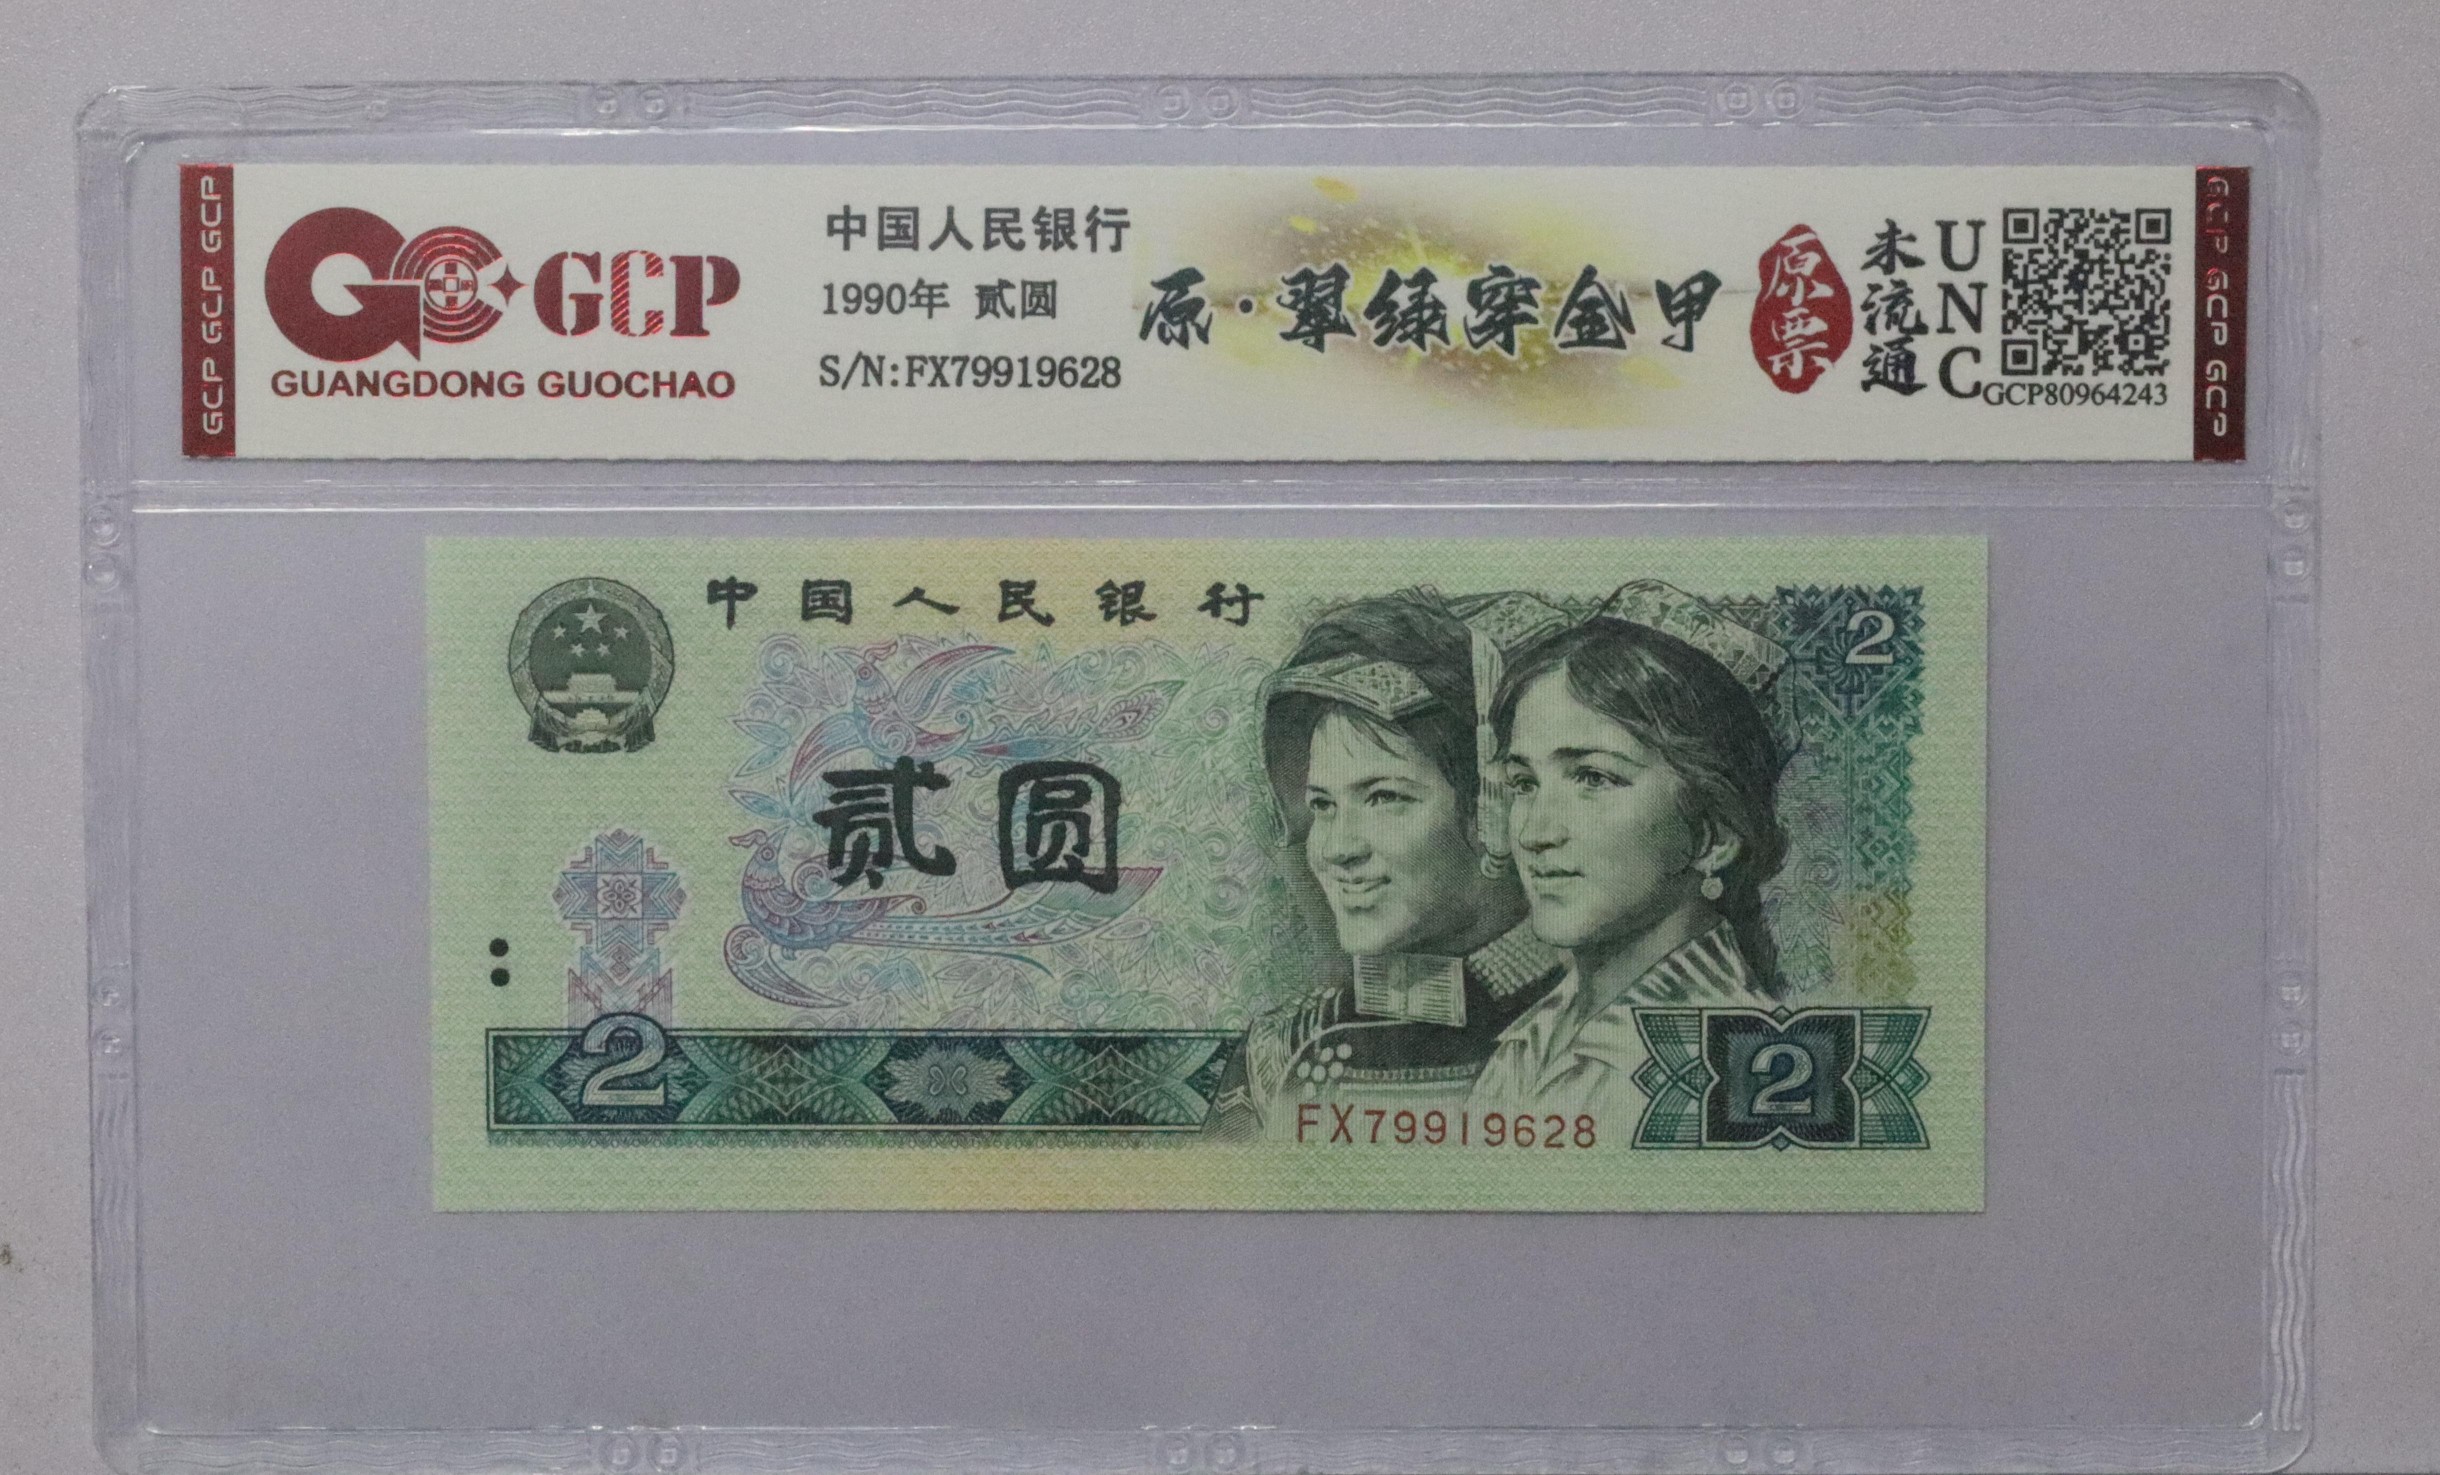 GCP GCP GCP GCP
GCP
GUANGDONG GUOCHAO
中国人民银行
1990年 贰圆
S/N:FX79919628
原·翠绿穿金甲
原票
未流通
UNC
GCP80964243
GCP GCP GCP GCP
中国人民银行
2
贰圆
2
FX79919628
2